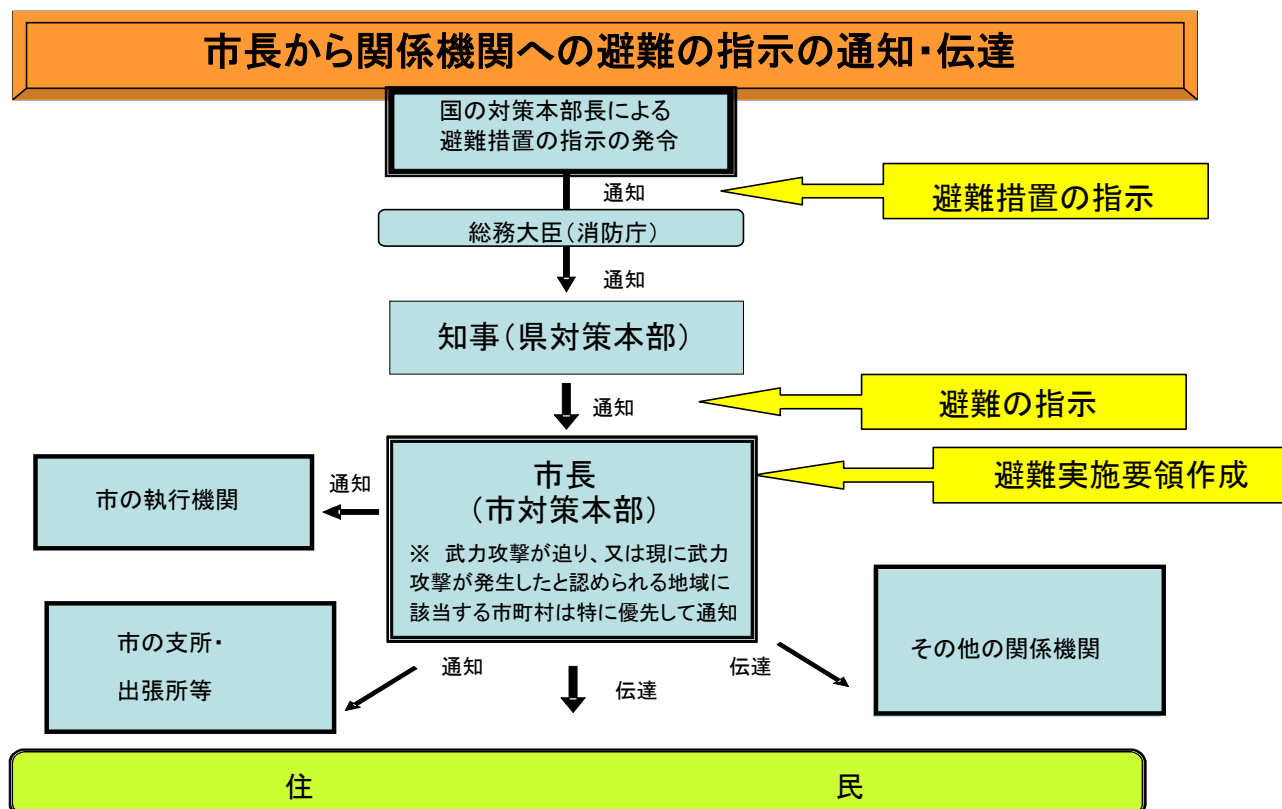 市長から関係機関への避難の指示の通知・伝達
国の対策本部長による
避難措置の指示の発令
通知
避難措置の指示
総務大臣(消防庁)
通知
知事(県対策本部)
通知
避難の指示
市の執行機関
通知
市長
(市対策本部)
※ 武力攻撃が迫り、又は現に武力
攻撃が発生したと認められる地域に
該当する市町村は特に優先して通知
避難実施要領作成
市の支所・
出張所等
通知
伝達
伝達
その他の関係機関
住 民